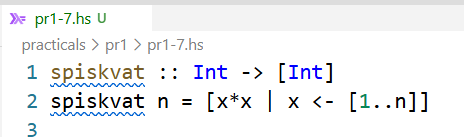 pr1-7.hs U
practicals > pr1 > pr1-7.hs
1 spiskvat :: Int -> [Int]
2 spiskvat n = [x*x | x <- [1..n]]
3